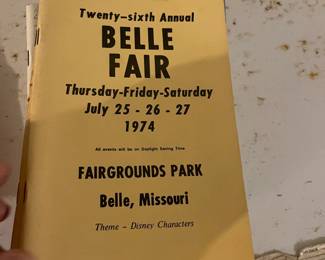 Twenty-sixth Annual
BELLE
FAIR
Thursday-Friday-Saturday
July 25 - 26 - 27
1974
All events will be on Daylight Saving Time
FAIRGROUNDS PARK
Belle, Missouri
Theme - Disney Characters